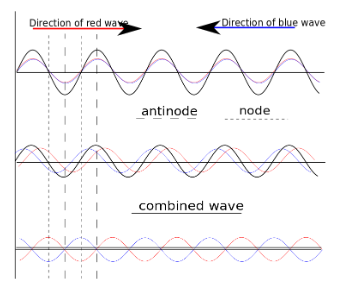 Direction of red wave
Direction of blue wave
antinode
node
combined wave